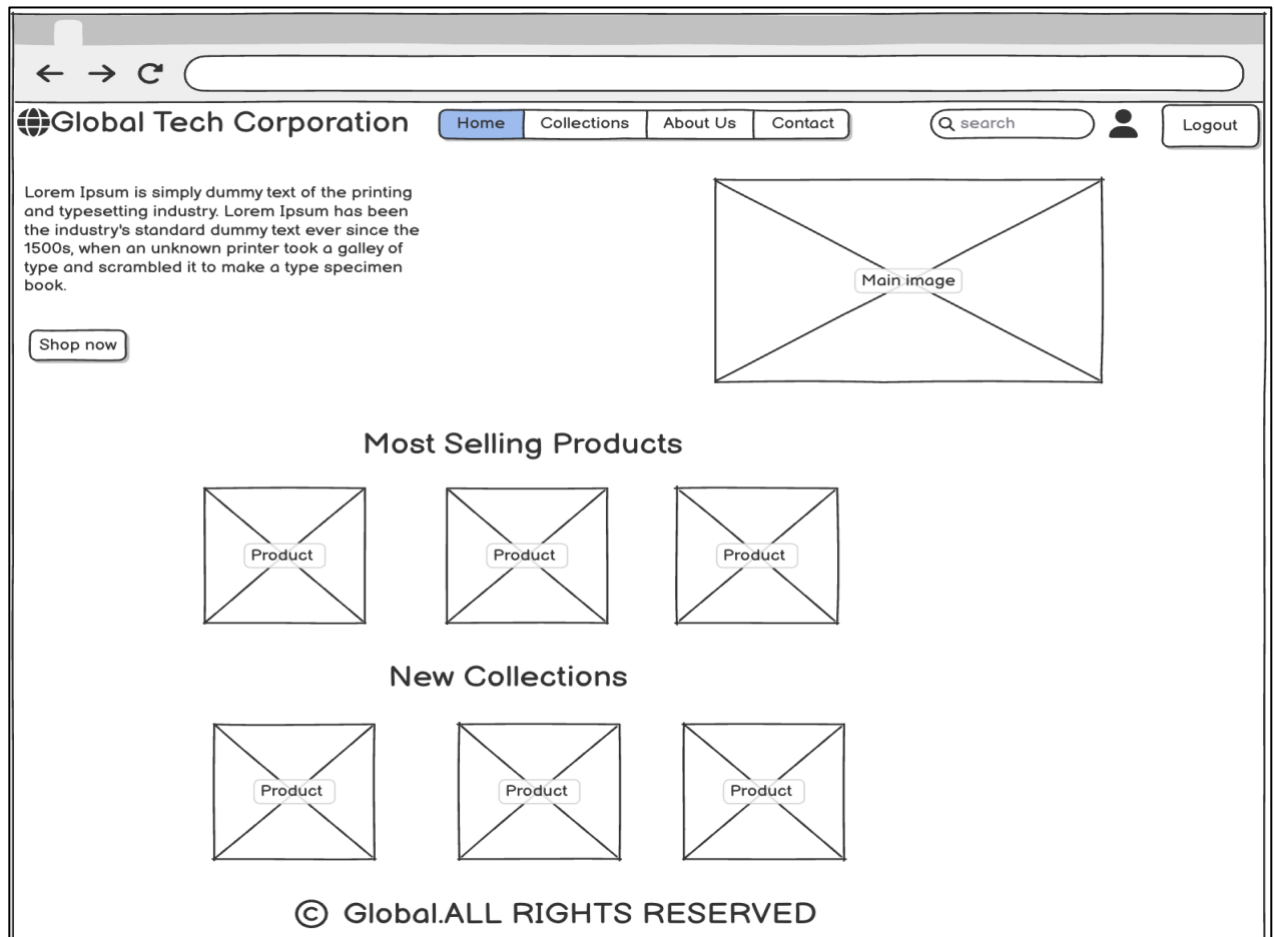 Global Tech Corporation
Home
Collections
About Us
Contact
search
Logout
Lorem Ipsum is simply dummy text of the printing
and typesetting industry. Lorem Ipsum has been
the industry's standard dummy text ever since the
1500s, when an unknown printer took a galley of
type and scrambled it to make a type specimen
book.
Main image
Shop now
Most Selling Products
Product
Product
Product
New Collections
Product
Product
Product
© Global.ALL RIGHTS RESERVED